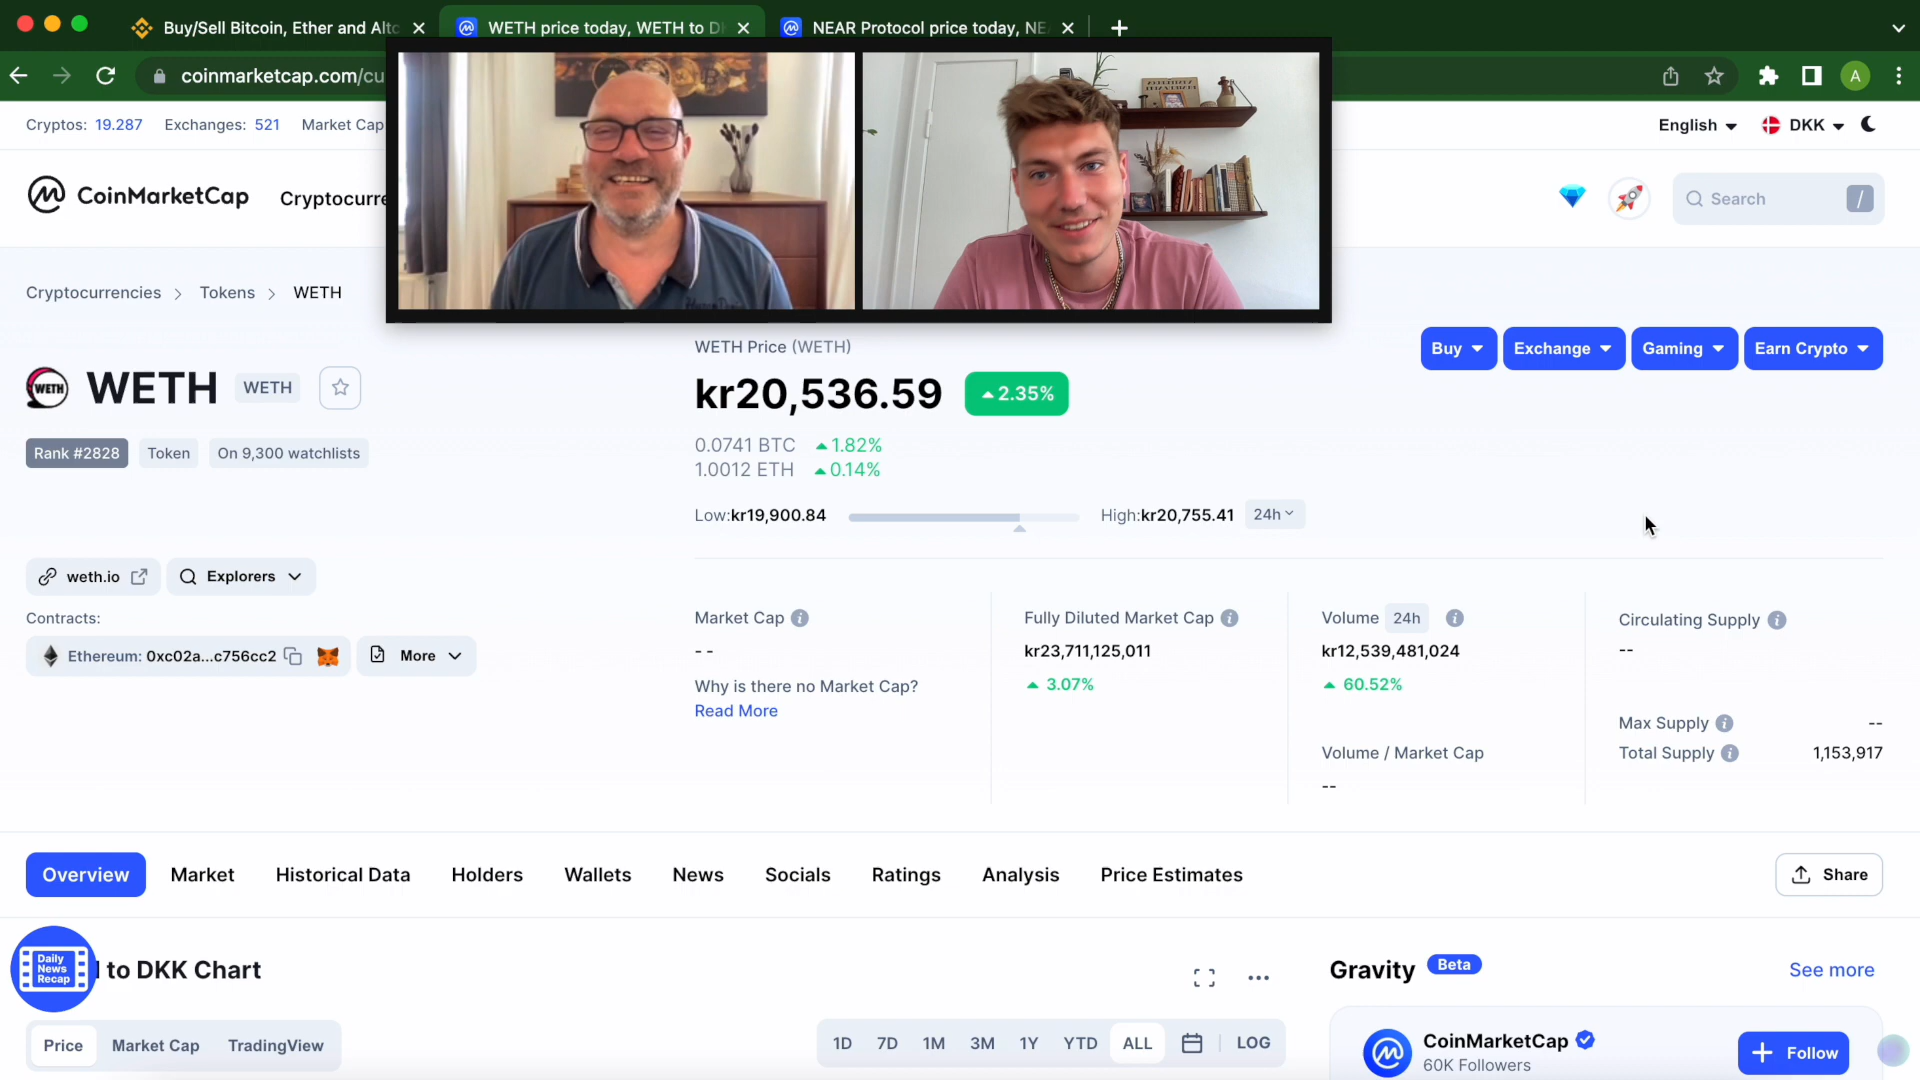 Buy/Sell Bitcoin, Ether and Altc
WETH price today, WETH to D
NEAR Protocol price today, NE
coinmarketcap.com/cu
A
Cryptos: 19.287 Exchanges: 521 Market Cap
English DKK
CoinMarketCap Cryptocurre
Search /
Cryptocurrencies > Tokens > WETH
WETH WETH WETH
Rank #2828 Token On 9,300 watchlists
weth.io Explorers
Contracts:
Ethereum: 0xc02a...c756cc2 More
WETH Price (WETH)
kr20,536.59 2.35%
0.0741 BTC 1.82%
1.0012 ETH 0.14%
Low:kr19,900.84 High:kr20,755.41 24h
Buy Exchange Gaming Earn Crypto
Market Cap
- -
Why is there no Market Cap?
Read More
Fully Diluted Market Cap
kr23,711,125,011
3.07%
Volume 24h
kr12,539,481,024
60.52%
Volume / Market Cap
--
Circulating Supply
--
Max Supply --
Total Supply 1,153,917
Overview Market Historical Data Holders Wallets News Socials Ratings Analysis Price Estimates Share
Daily
News
Recap
to DKK Chart
Price Market Cap TradingView
1D 7D 1M 3M 1Y YTD ALL LOG
Gravity Beta See more
CoinMarketCap
60K Followers
+ Follow